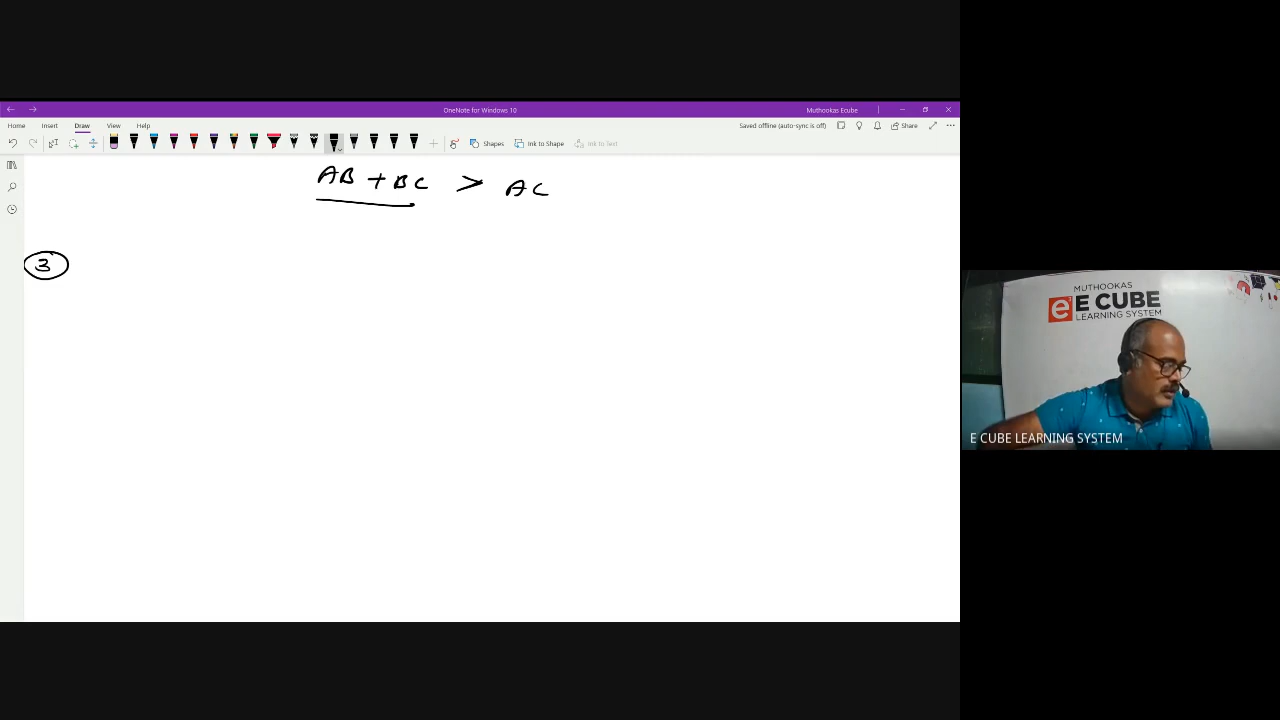 OneNote for Windows 10
Muthookas Ecube
Home Insert Draw View Help
Saved offline (auto-sync is off)
Share
Shapes
Ink to Shape
Ink to Text
AB + BC > AC
3
MUTHOOKAS
e E CUBE
LEARNING SYSTEM
E CUBE LEARNING SYSTEM